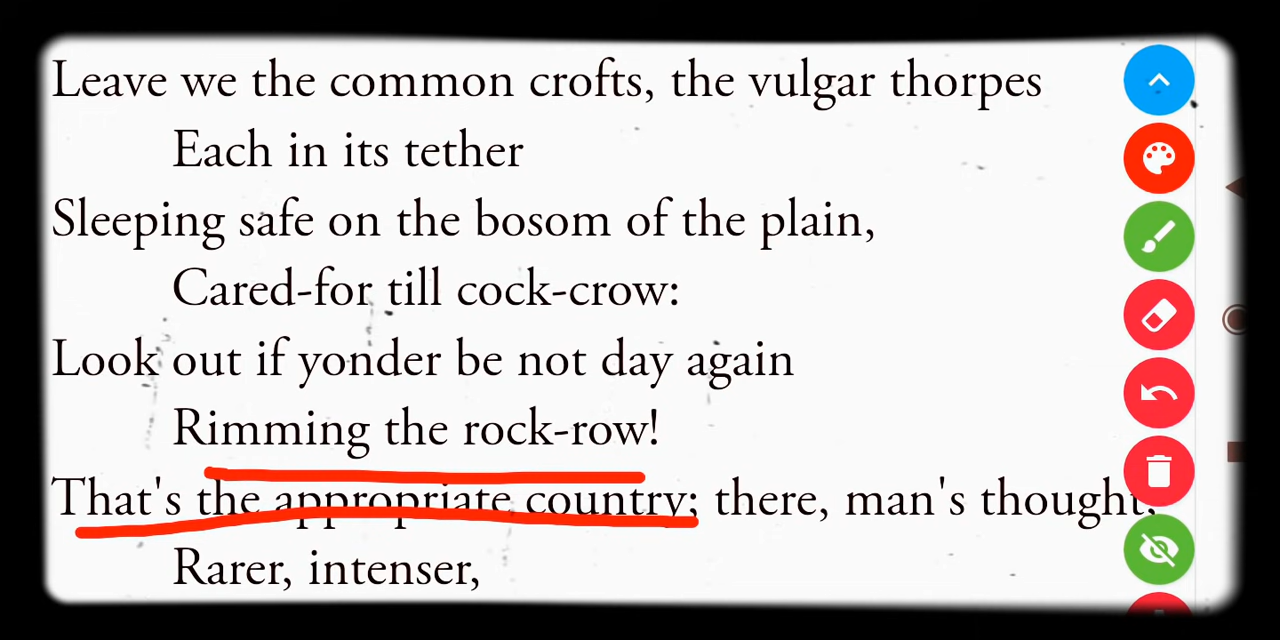 Leave we the common crofts, the vulgar thorpes
Each in its tether
Sleeping safe on the bosom of the plain,
Cared-for till cock-crow:
Look out if yonder be not day again
Rimming the rock-row!
That's the appropriate country; there, man's thought,
Rarer, intenser,